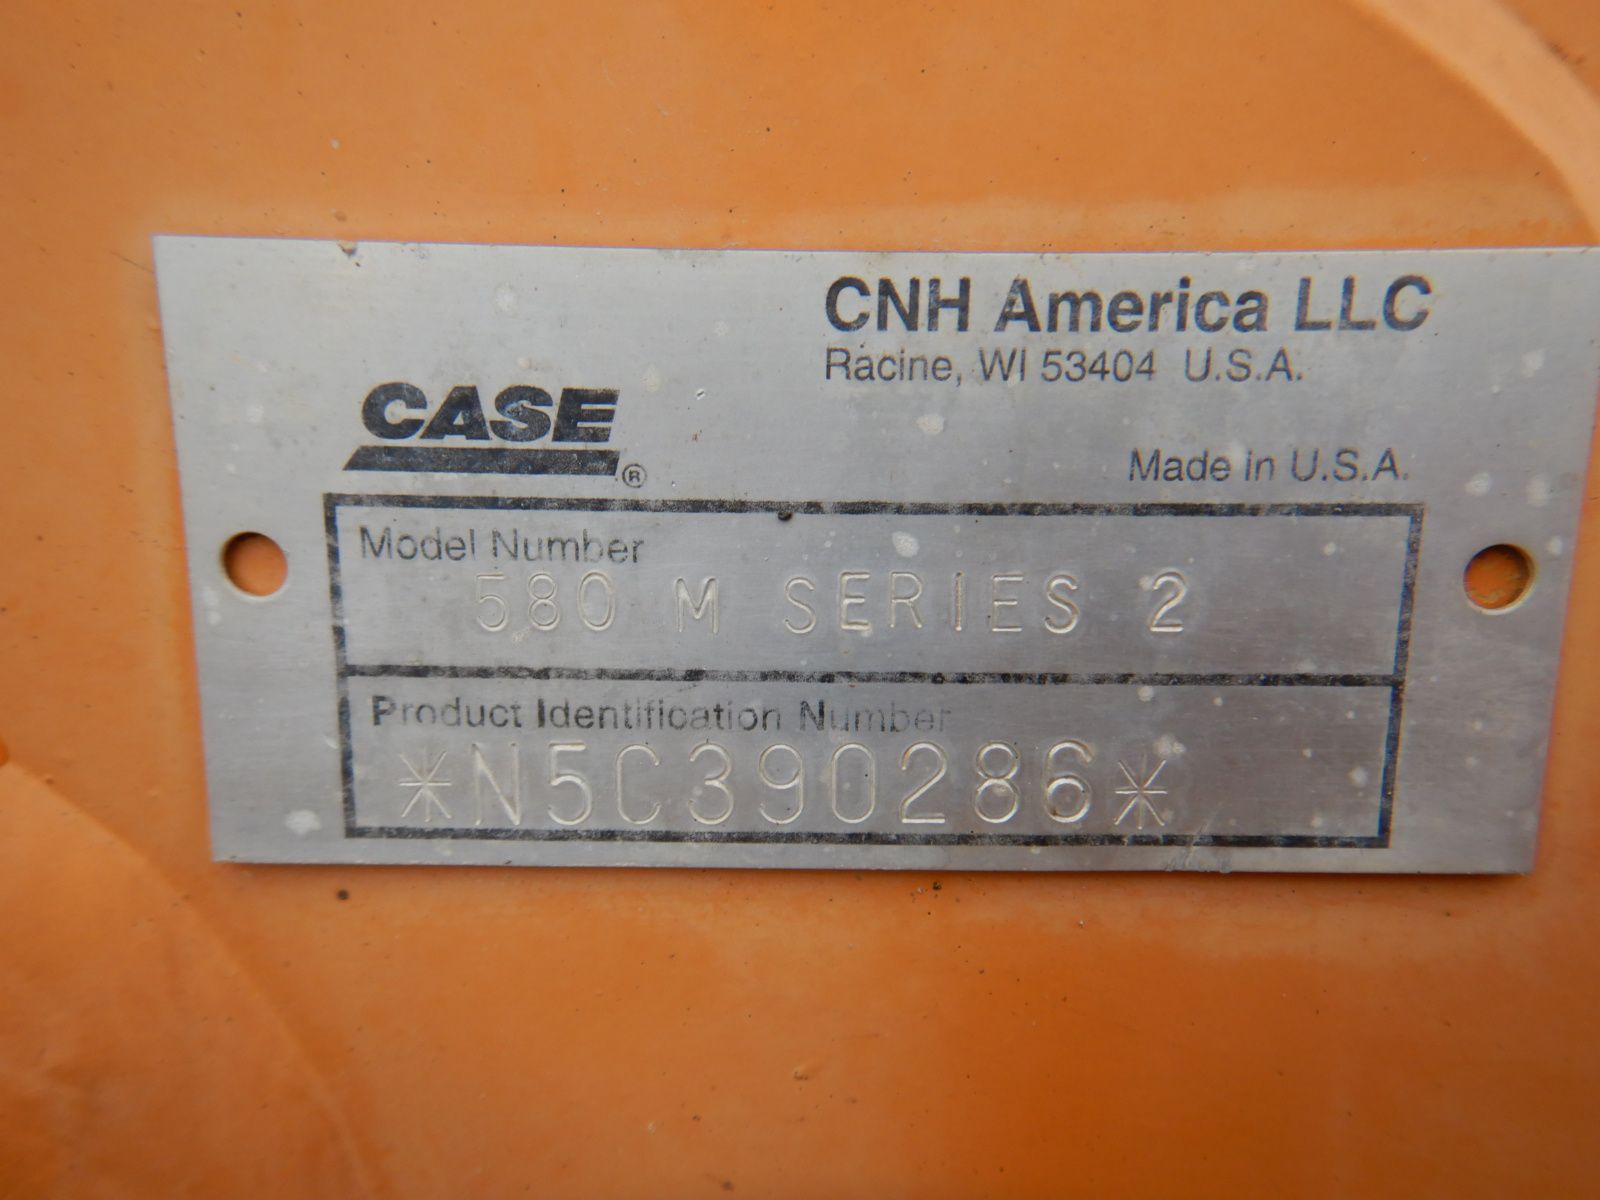 CNH America LLC
Racine, WI 53404 U.S.A.
CASE®
Made in U.S.A.
Model Number
580 M SERIES 2
Product Identification Number
*N5C390286*